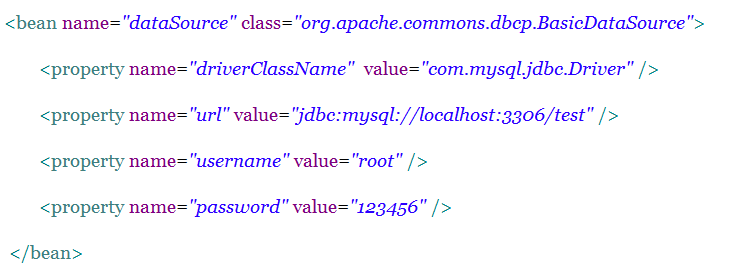 <bean name="dataSource" class="org.apache.commons.dbcp.BasicDataSource">
<property name="driverClassName"  value="com.mysql.jdbc.Driver" />
<property name="url" value="jdbc:mysql://localhost:3306/test" />
<property name="username" value="root" />
<property name="password" value="123456" />
</bean>